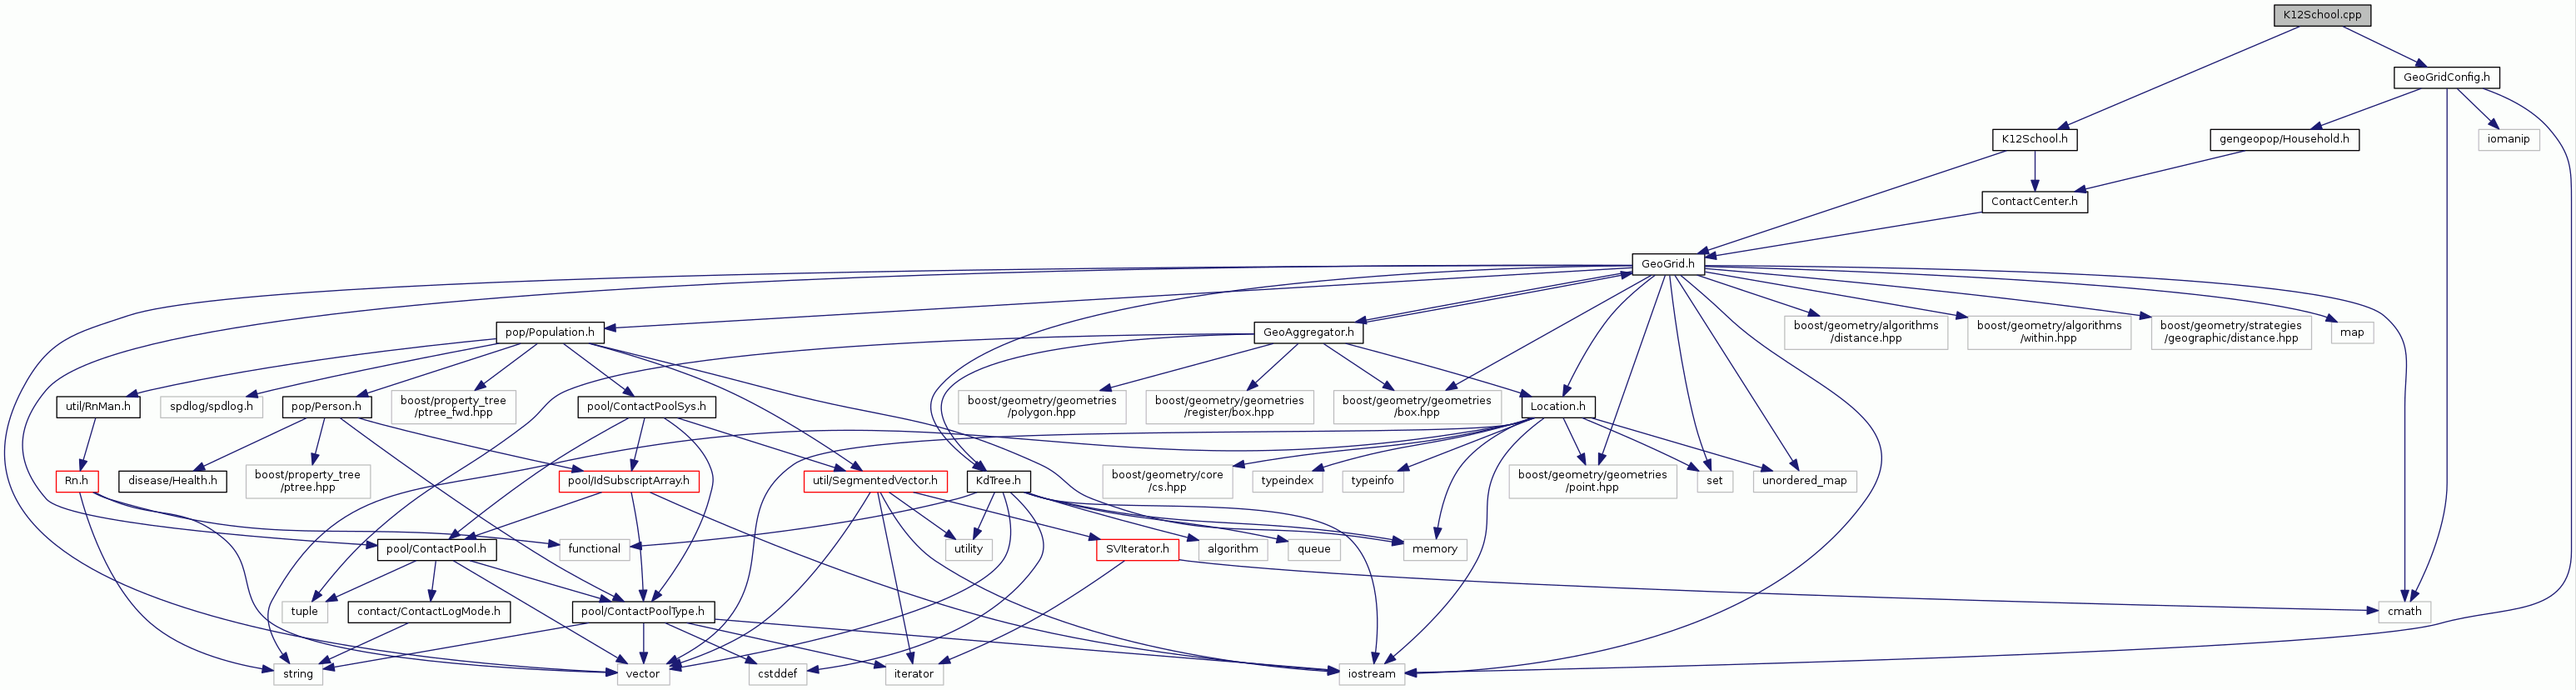 K12School.cpp
GeoGridConfig.h
K12School.h
gengeopop/Household.h
iomanip
ContactCenter.h
GeoGrid.h
pop/Population.h
GeoAggregator.h
boost/geometry/algorithms
/distance.hpp
boost/geometry/algorithms
/within.hpp
boost/geometry/strategies
/geographic/distance.hpp
map
util/RnMan.h
spdlog/spdlog.h
pop/Person.h
boost/property_tree
/ptree_fwd.hpp
pool/ContactPoolSys.h
boost/geometry/geometries
/polygon.hpp
boost/geometry/geometries
/register/box.hpp
boost/geometry/geometries
/box.hpp
Location.h
Rn.h
disease/Health.h
boost/property_tree
/ptree.hpp
pool/IdSubscriptArray.h
util/SegmentedVector.h
KdTree.h
boost/geometry/core
/cs.hpp
typeindex
typeinfo
boost/geometry/geometries
/point.hpp
set
unordered_map
pool/ContactPool.h
functional
utility
SVIterator.h
algorithm
queue
memory
tuple
contact/ContactLogMode.h
pool/ContactPoolType.h
cmath
string
vector
cstddef
iterator
iostream